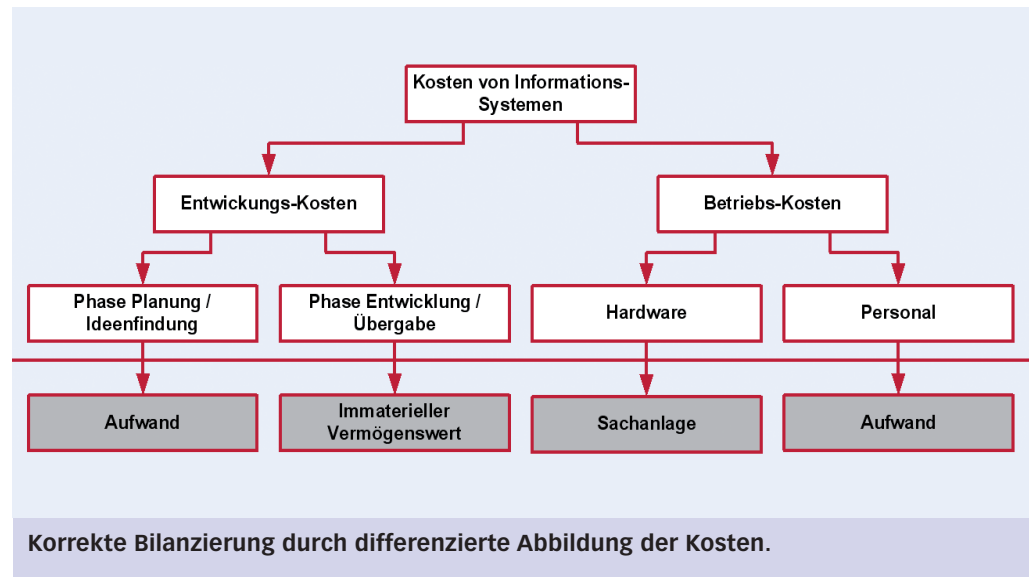 Kosten von Informations-
Systemen
Entwickungs-Kosten
Betriebs-Kosten
Phase Planung /
Ideenfindung
Phase Entwicklung /
Übergabe
Hardware
Personal
Aufwand
Immaterieller
Vermögenswert
Sachanlage
Aufwand
Korrekte Bilanzierung durch differenzierte Abbildung der Kosten.